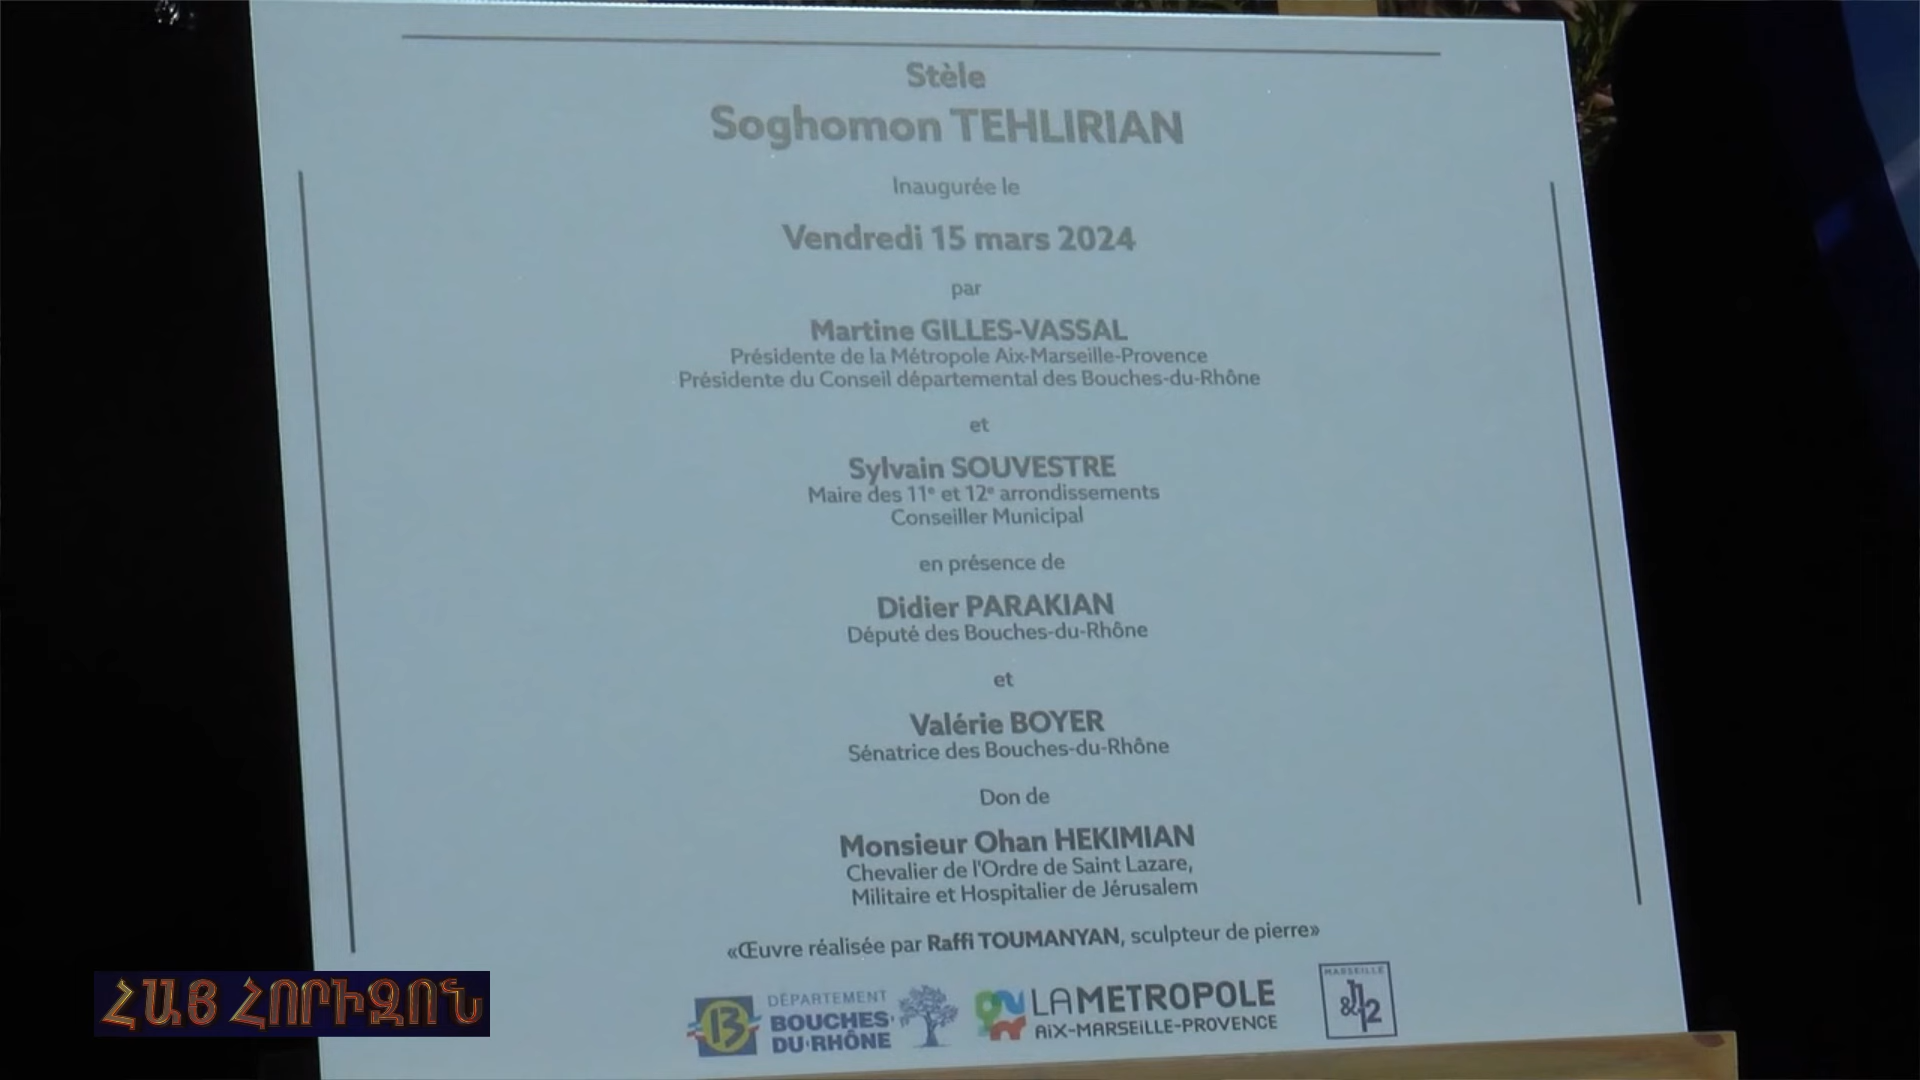 Stèle
Soghomon TEHLIRIAN
Inaugurée le
Vendredi 15 mars 2024
par
Martine GILLES-VASSAL
Présidente de la Métropole Aix-Marseille-Provence
Présidente du Conseil départemental des Bouches-du-Rhône
et
Sylvain SOUVESTRE
Maire des 11e et 12e arrondissements
Conseiller Municipal
en présence de
Didier PARAKIAN
Député des Bouches-du-Rhône
et
Valérie BOYER
Sénatrice des Bouches-du-Rhône
Don de
Monsieur Ohan HEKIMIAN
Chevalier de l'Ordre de Saint Lazare,
Militaire et Hospitalier de Jérusalem
«Œuvre réalisée par Raffi TOUMANYAN, sculpteur de pierre»
13
DÉPARTEMENT
BOUCHES-
DU-RHÔNE
LAMETROPOLE
AIX-MARSEILLE-PROVENCE
MARSEILLE
11
&12
ՀԱՅ ՀՈՐԻԶՈՆ